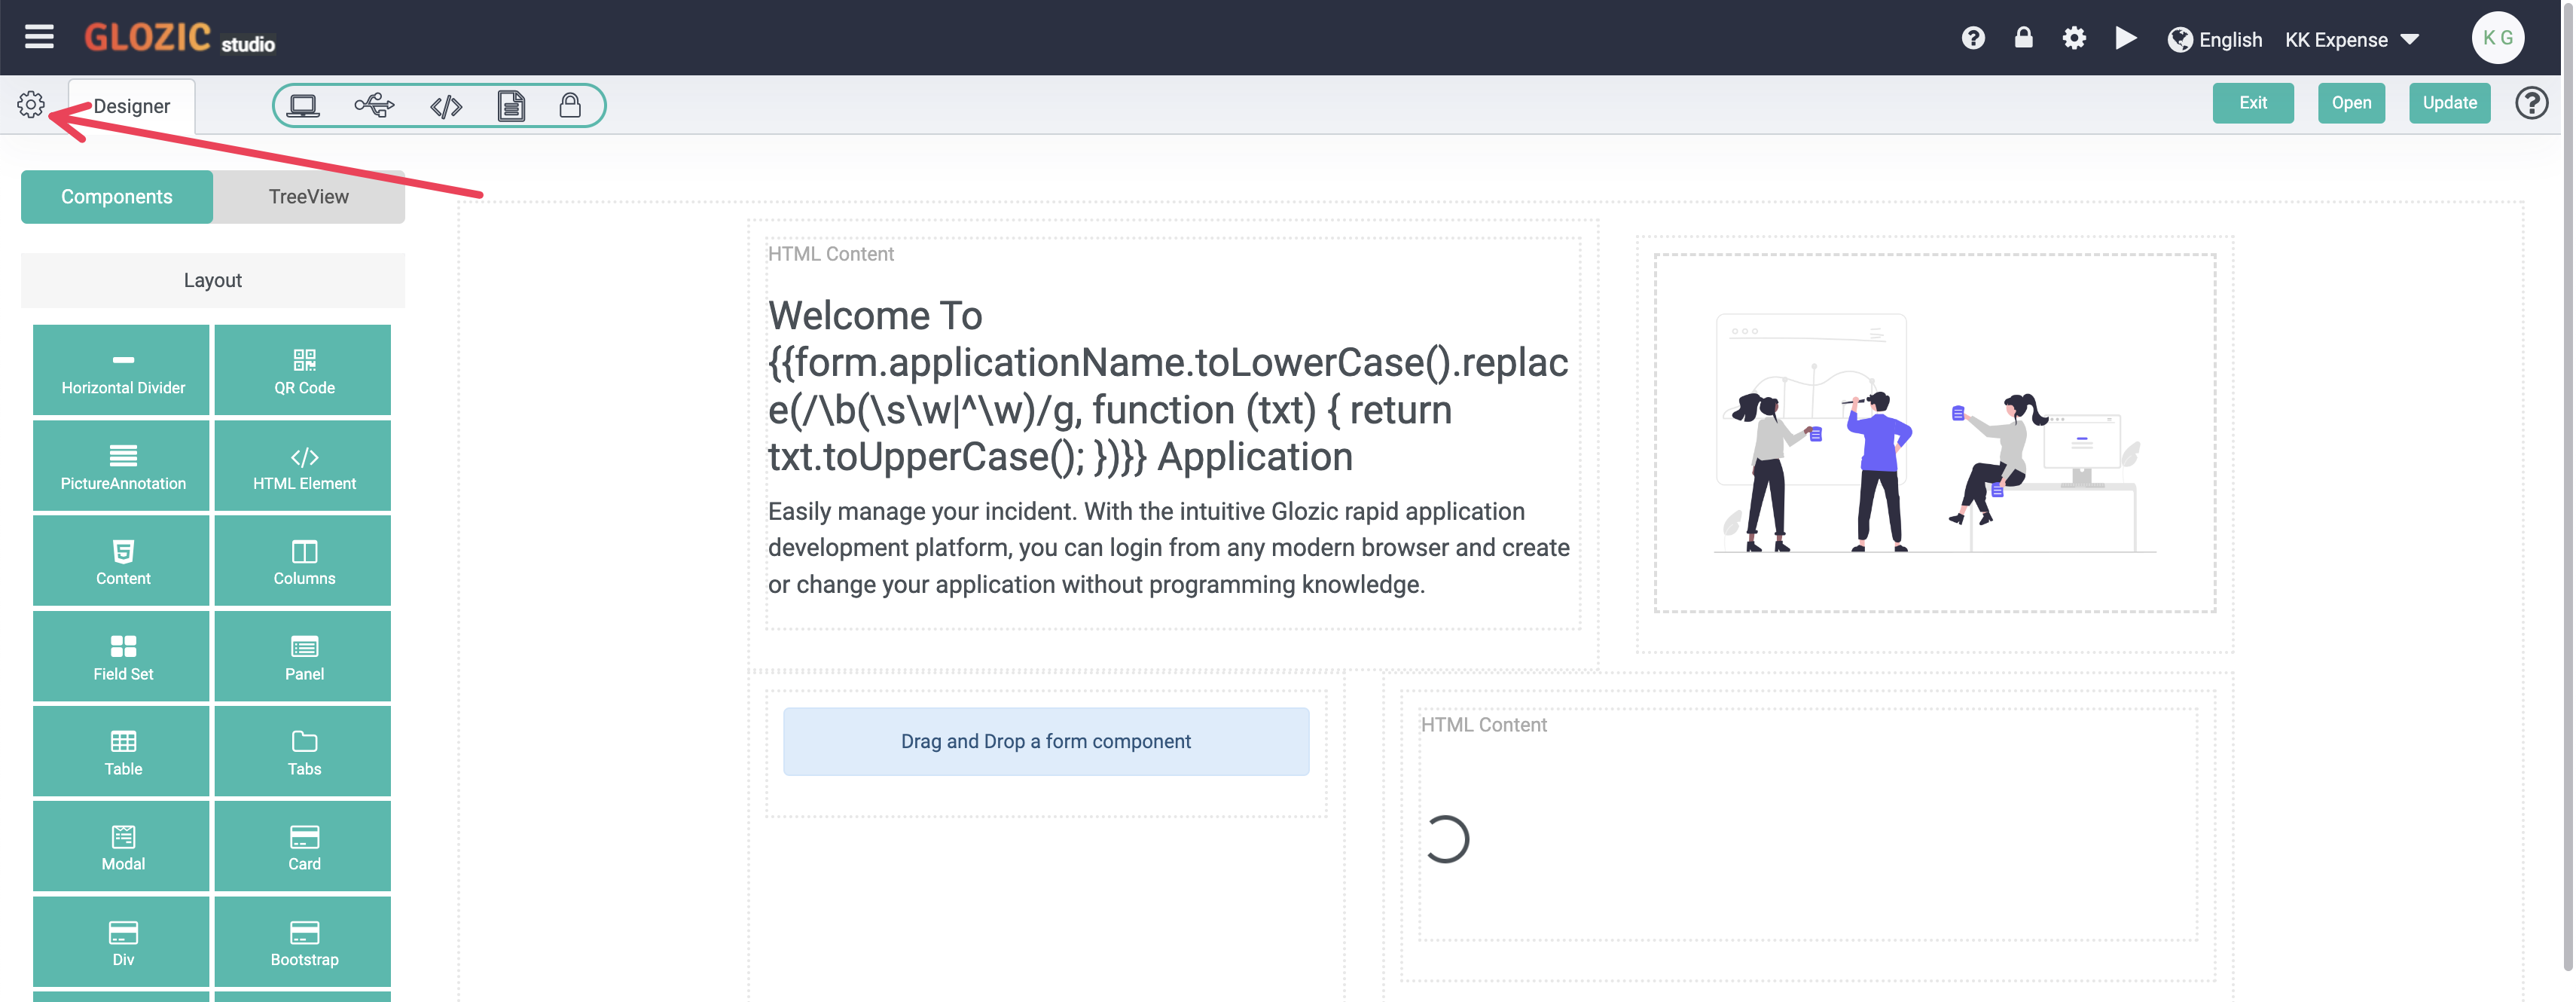 GLOZIC studio
English
KK Expense
K G
Designer
Exit
Open
Update
Components
TreeView
Layout
Horizontal Divider
QR Code
PictureAnnotation
HTML Element
Content
Columns
Field Set
Panel
Table
Tabs
Modal
Card
Div
Bootstrap
HTML Content
Welcome To
{{form.applicationName.toLowerCase().replac
e(/\b(\s\w|^\w)/g, function (txt) { return
txt.toUpperCase(); })}} Application
Easily manage your incident. With the intuitive Glozic rapid application
development platform, you can login from any modern browser and create
or change your application without programming knowledge.
Drag and Drop a form component
HTML Content